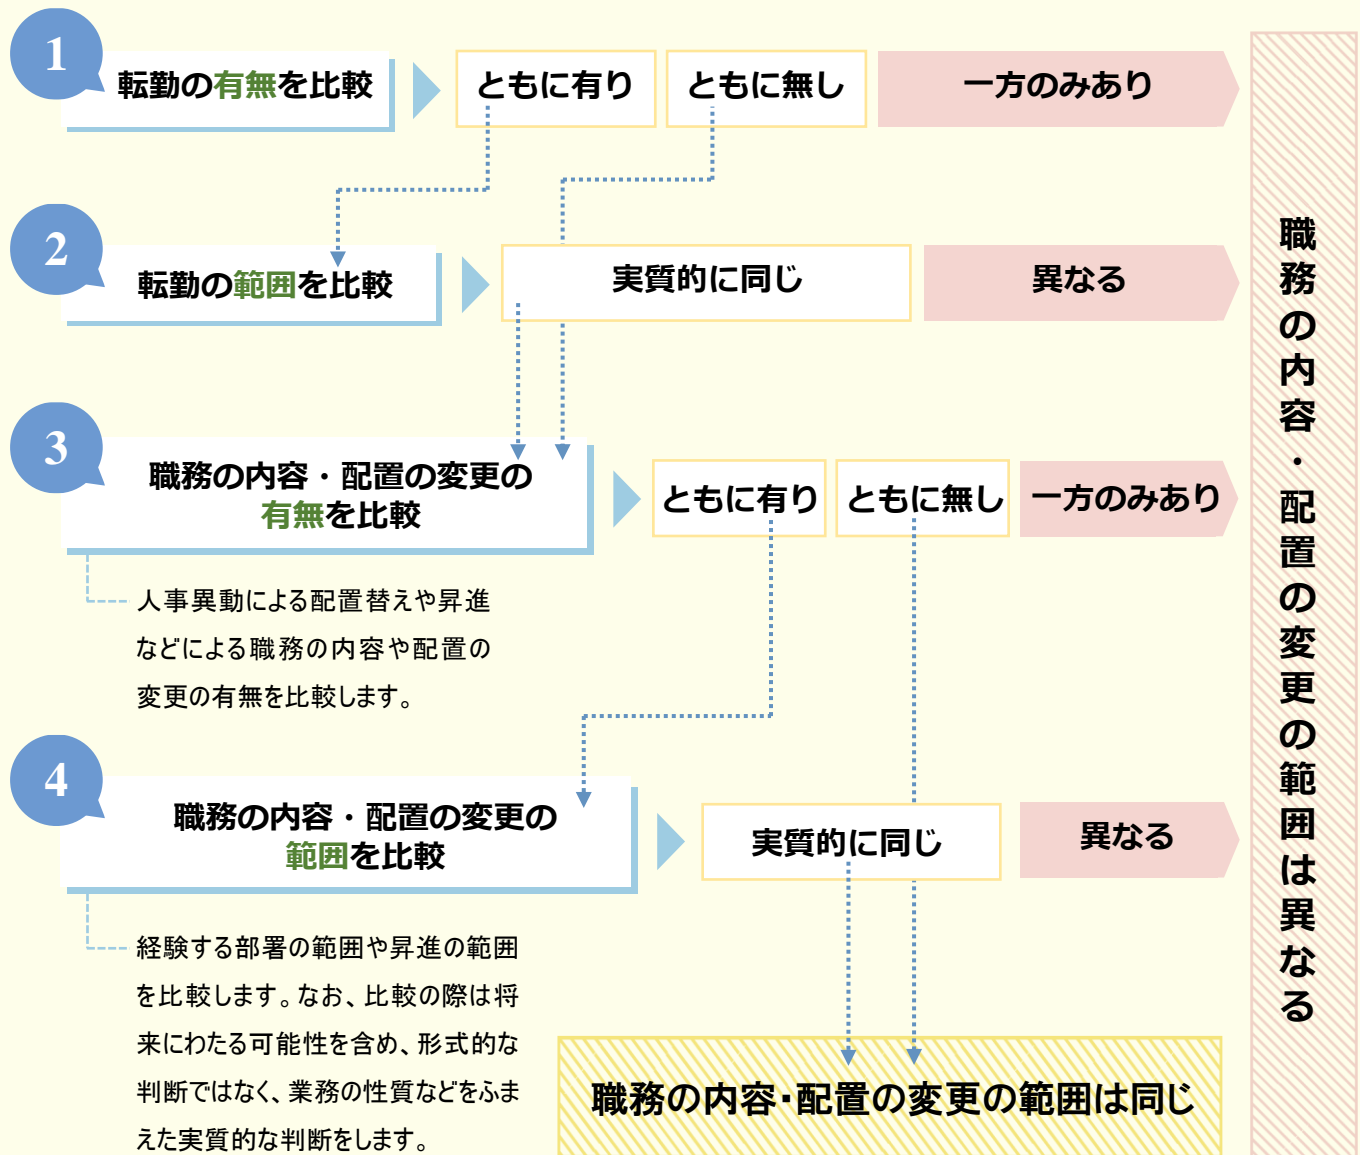 1
転勤の有無を比較
ともに有り
ともに無し
一方のみあり
2
転勤の範囲を比較
実質的に同じ
異なる
3
職務の内容・配置の変更の
有無を比較
ともに有り
ともに無し
一方のみあり
人事異動による配置替えや昇進
などによる職務の内容や配置の
変更の有無を比較します。
4
職務の内容・配置の変更の
範囲を比較
実質的に同じ
異なる
経験する部署の範囲や昇進の範囲
を比較します。なお、比較の際は将
来にわたる可能性を含め、形式的な
判断ではなく、業務の性質などをふま
えた実質的な判断をします。
職務の内容・配置の変更の範囲は同じ
職務の内容・配置の変更の範囲は異なる